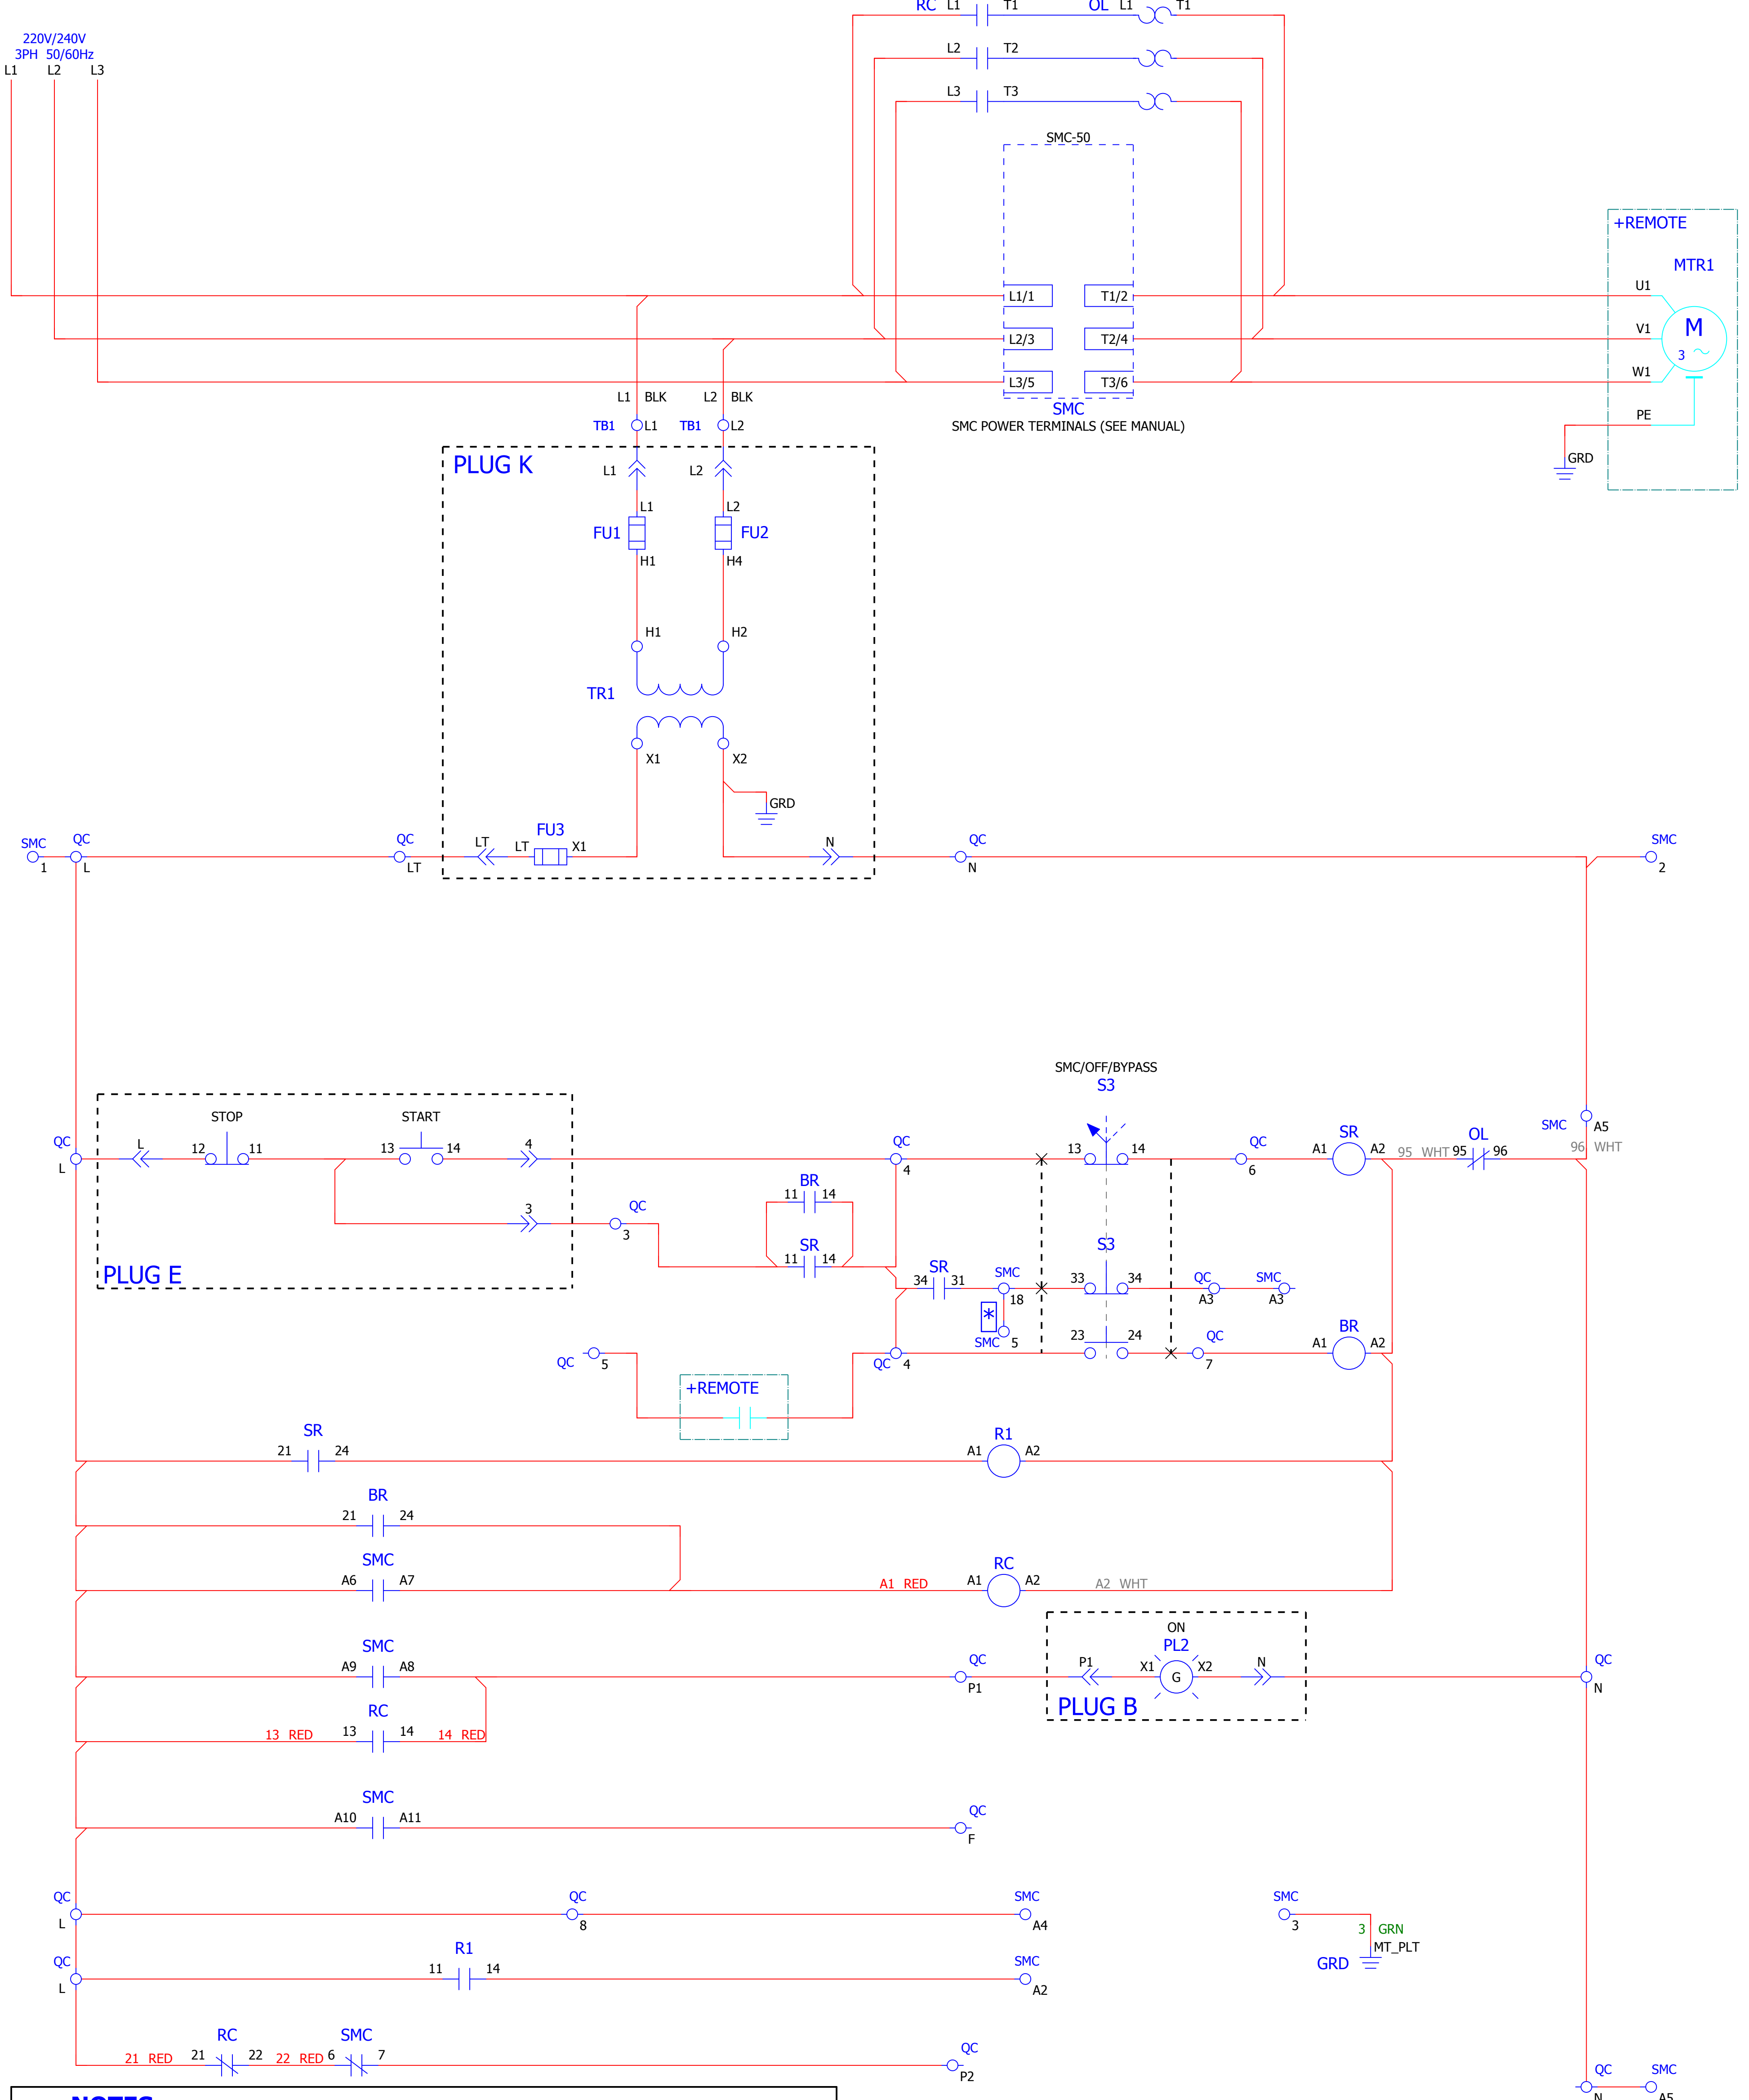 RC L1 T1 OL L1 T1
220V/240V
3PH 50/60Hz
L1 L2 L3
L2 T2
L3 T3
SMC-50
+REMOTE
MTR1
L1/1 T1/2 U1
M
3
L2/3 T2/4 V1
L3/5 T3/6 W1
L1 BLK L2 BLK
SMC
PE
TB1 L1 TB1 L2
SMC POWER TERMINALS (SEE MANUAL)
GRD
PLUG K
L1 L2
L1 L2
FU1 FU2
H1 H4
H1 H2
TR1
X1 X2
GRD
SMC QC QC FU3 QC SMC
LT LT X1 N
1 L LT N 2
SMC/OFF/BYPASS
S3
STOP START
SMC A5
QC L 12 11 13 14 4 QC 13 14 QC SR OL
A1 A2 95 WHT 95 96 96 WHT
L 4 6
BR
11 14
3 QC
3
SR S3
11 14
PLUG E
SR SMC QC SMC
34 31 33 34
18 A3 A3
*
SMC 5 23 24 QC BR
A1 A2
QC 5 QC 4 7
+REMOTE
SR R1
21 24 A1 A2
BR
21 24
SMC RC
A6 A7 A1 RED A1 A2 A2 WHT
ON
SMC PL2
A9 A8 QC P1 X1 G X2 N QC
P1 N
PLUG B
RC
13 RED 13 14 14 RED
SMC
A10 A11 QC
F
QC QC SMC SMC
L 8 A4 3
3 GRN
MT_PLT
GRD
QC R1 SMC
11 14
L A2
RC SMC
21 RED 21 22 22 RED 6 7 QC
P2
QC SMC
N A5
NOTES